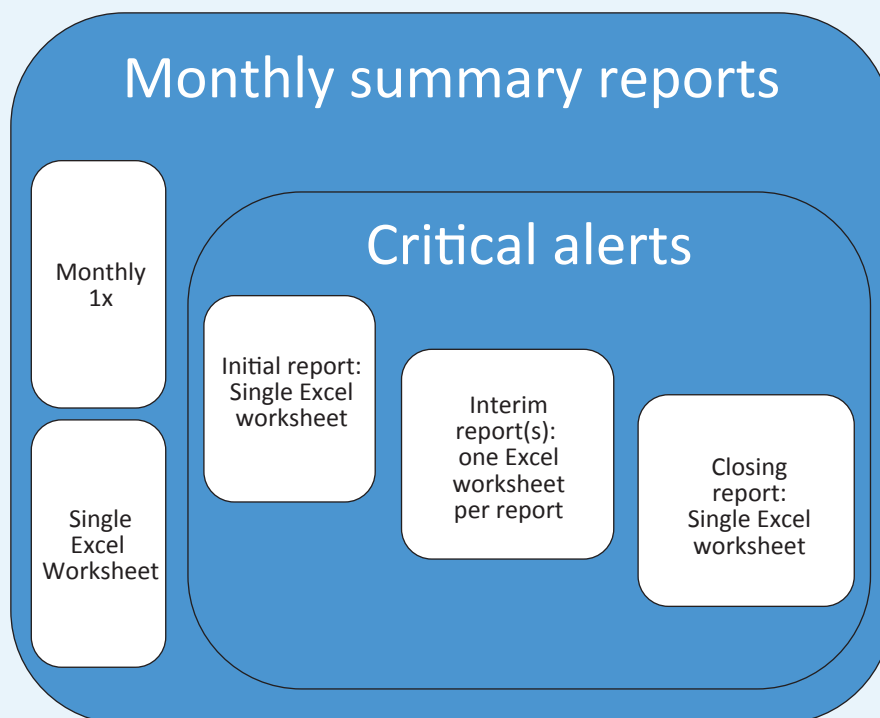 Monthly summary reports
Monthly
1x
Single
Excel
Worksheet
Critical alerts
Initial report:
Single Excel
worksheet
Interim
report(s):
one Excel
worksheet
per report
Closing
report:
Single Excel
worksheet